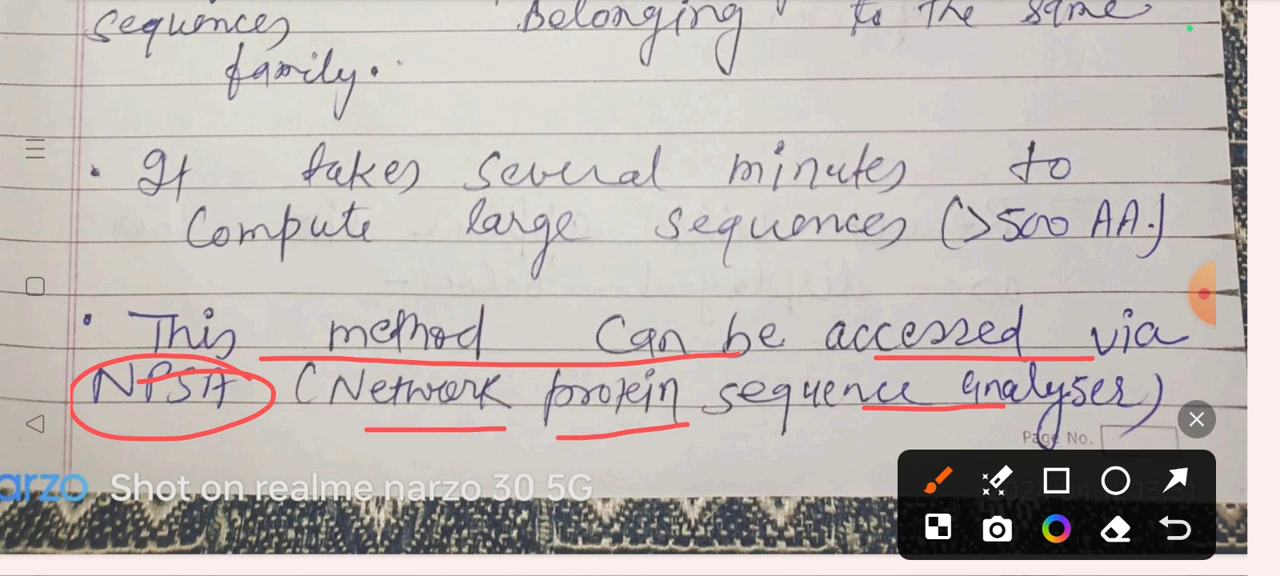 sequences Belonging to the same
family.
• It takes several minutes to
Compute large sequences (>500 AA.)
• This method Can be accessed via
NPSA (Network protein sequence analyser)
Page No.
arzo Shot on realme narzo 30 5G